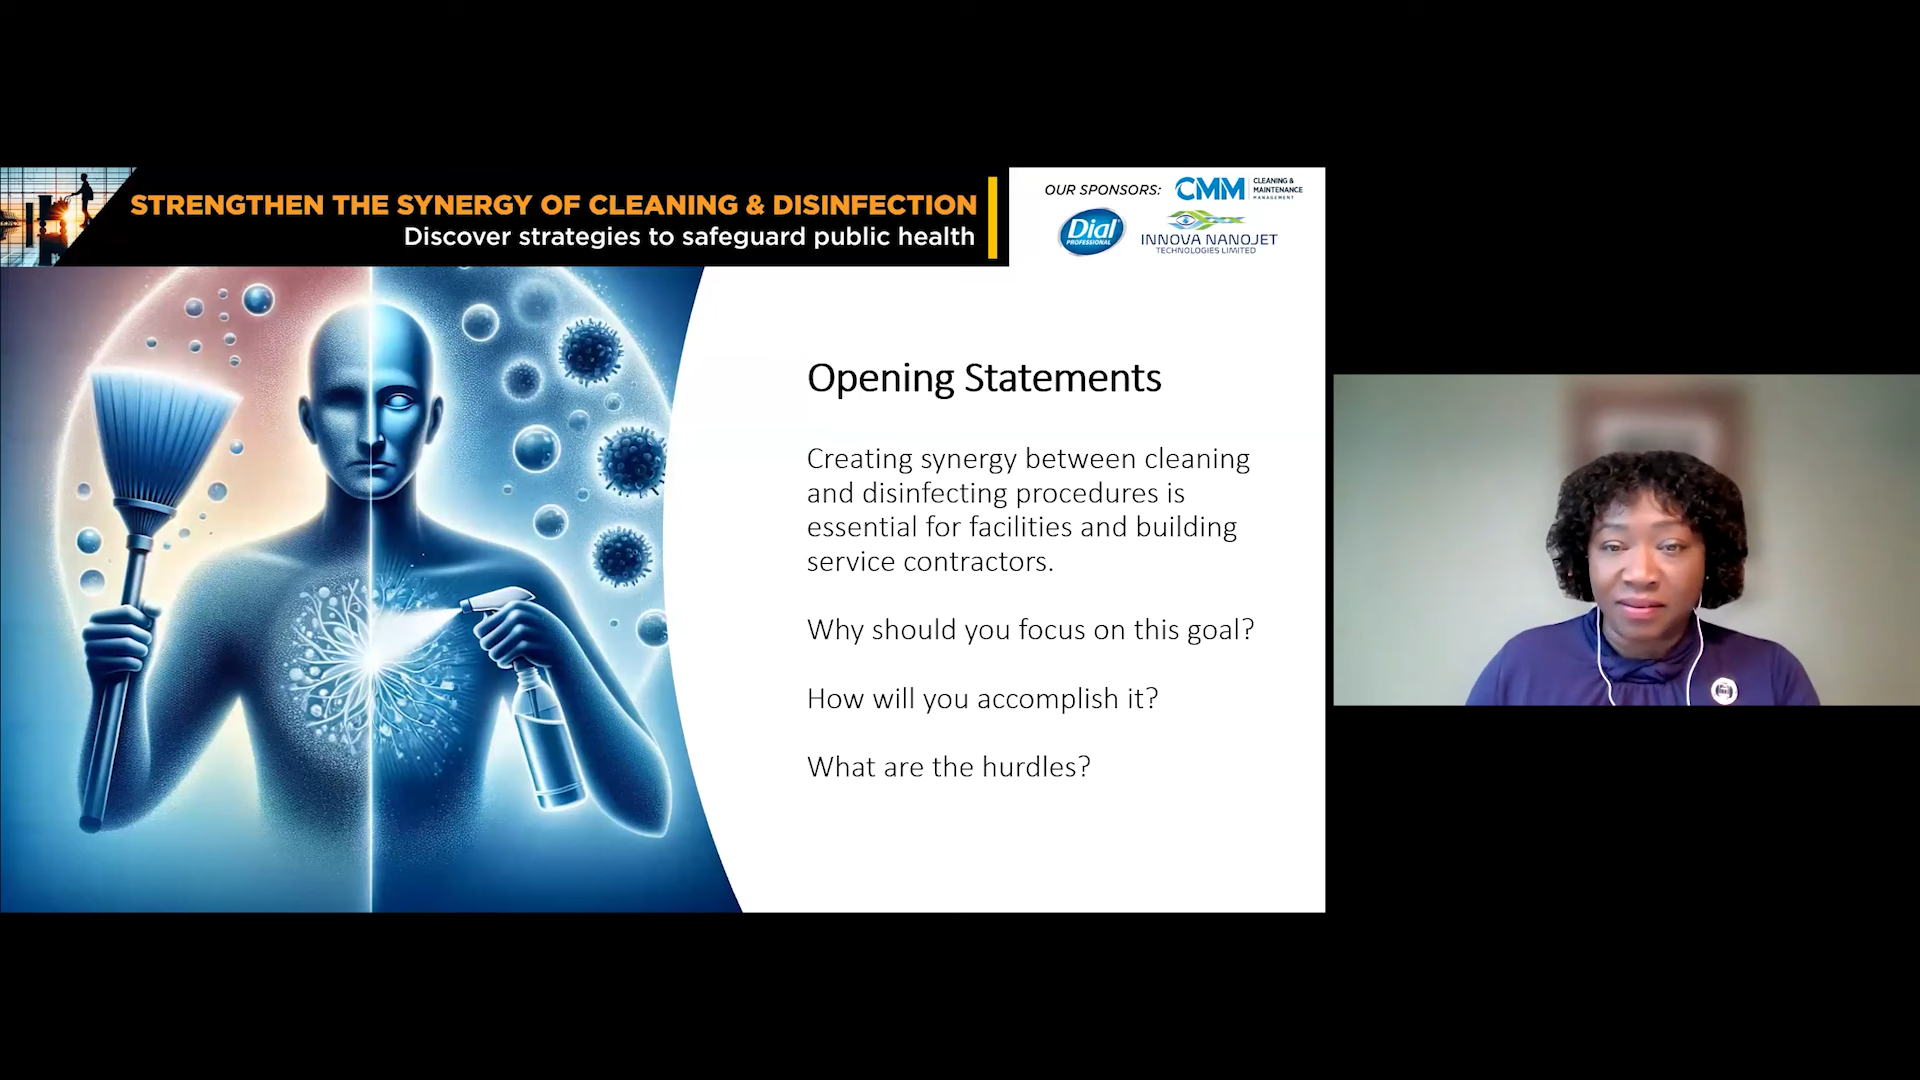 STRENGTHEN THE SYNERGY OF CLEANING & DISINFECTION
Discover strategies to safeguard public health
OUR SPONSORS:
CMM
CLEANING &
MAINTENANCE
MANAGEMENT
Dial
PROFESSIONAL
INNOVA NANOJET
TECHNOLOGIES LIMITED
Opening Statements
Creating synergy between cleaning
and disinfecting procedures is
essential for facilities and building
service contractors.
Why should you focus on this goal?
How will you accomplish it?
What are the hurdles?